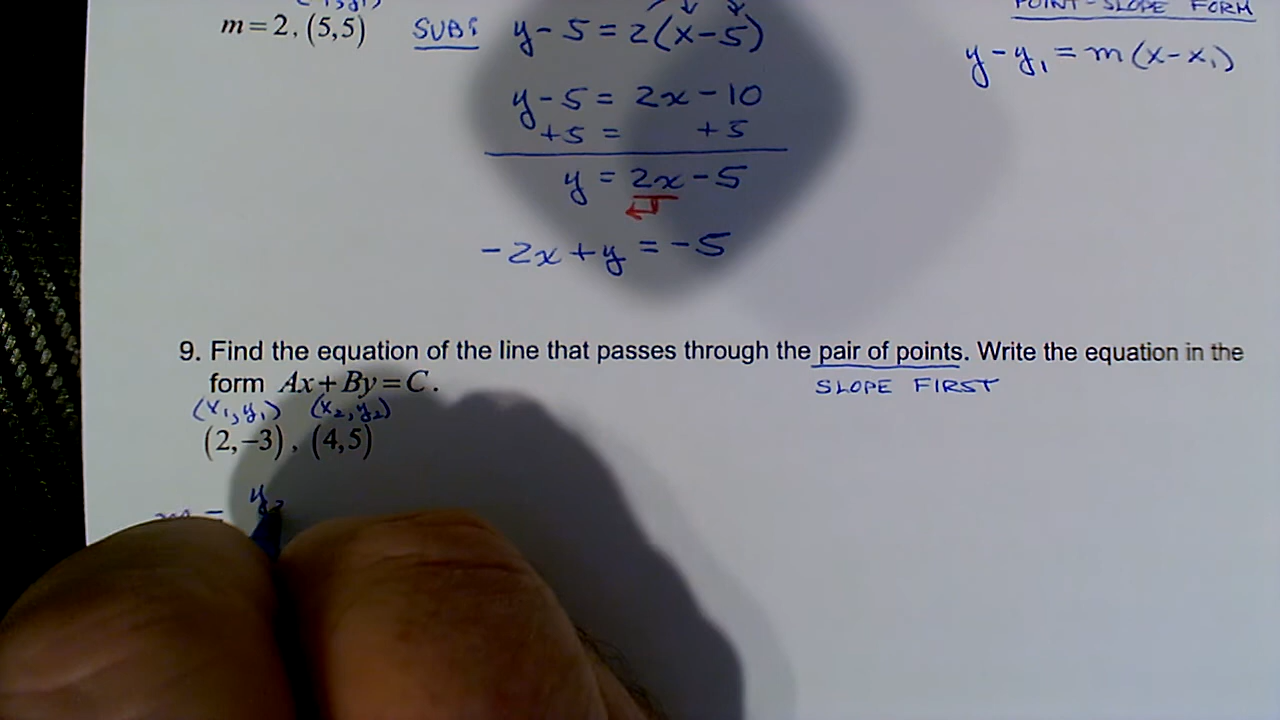 POINT-SLOPE FORM
m=2, (5,5) SUBS y-5=2(x-5)
y-y₁=m(x-x₁)
y-5= 2x-10
+5= +5
y = 2x-5
-2x+y=-5
9. Find the equation of the line that passes through the pair of points. Write the equation in the
form Ax+By=C.
SLOPE FIRST
(x₁,y₁) (x₂,y₂)
(2,−3), (4,5)
m = y₂